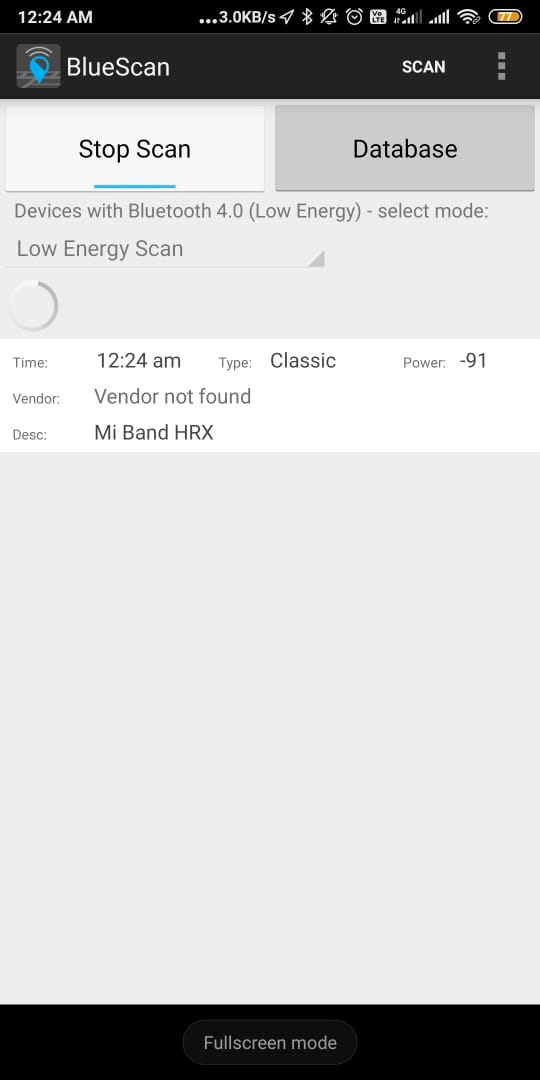 12:24 AM ...3.0KB/s Vo LTE 4G 77
BlueScan SCAN
Stop Scan Database
Devices with Bluetooth 4.0 (Low Energy) - select mode:
Low Energy Scan
Time: 12:24 am Type: Classic Power: -91
Vendor: Vendor not found
Desc: Mi Band HRX
Fullscreen mode